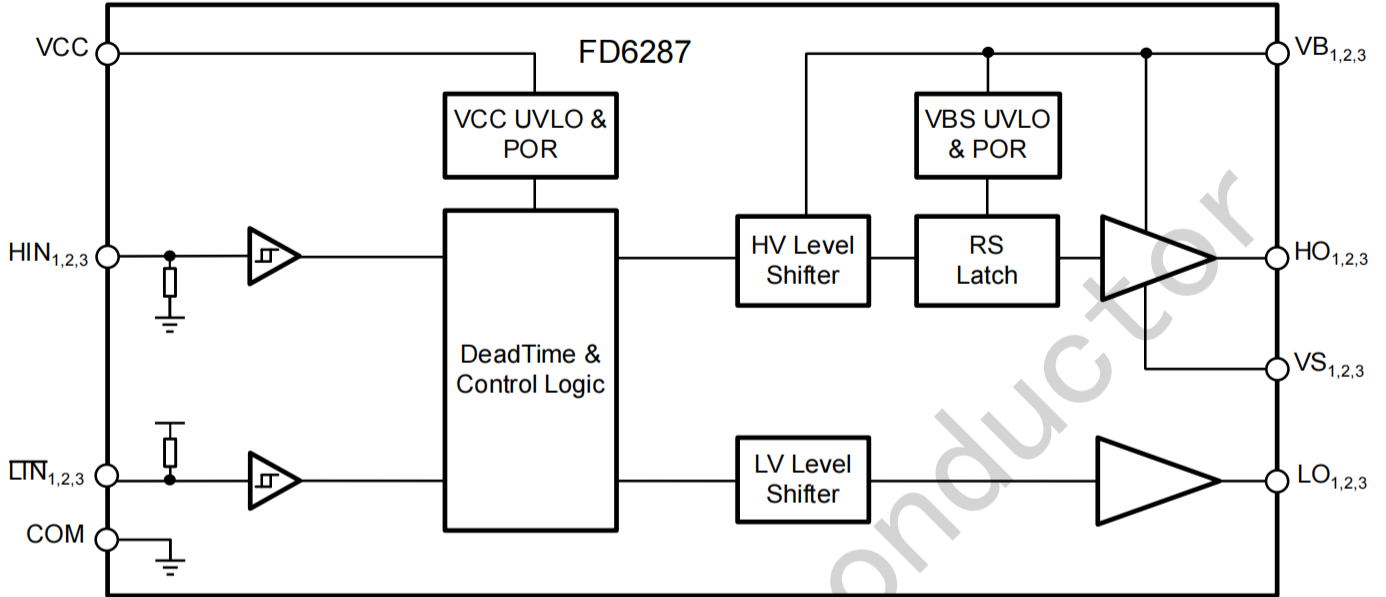 FD6287
VCC
VB1,2,3
VCC UVLO &
POR
VBS UVLO
& POR
HIN1,2,3
HV Level
Shifter
RS
Latch
HO1,2,3
DeadTime &
Control Logic
VS1,2,3
L̅I̅N̅1,2,3
LV Level
Shifter
LO1,2,3
COM
onductor